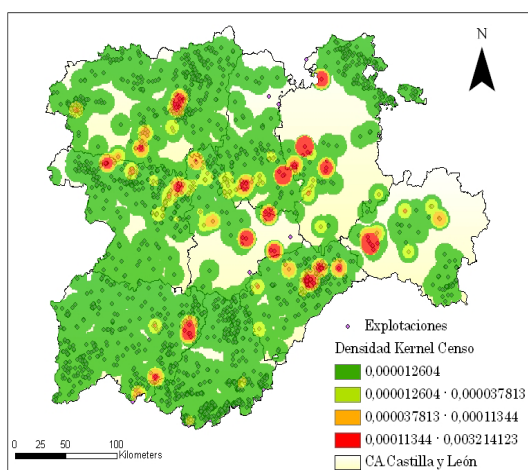 N
Explotaciones
Densidad Kernel Censo
0,000012604
0,000012604 - 0,000037813
0,000037813 - 0,00011344
0,00011344 - 0,003214123
CA.Castilla y León
0 25 50 100
Kilometers